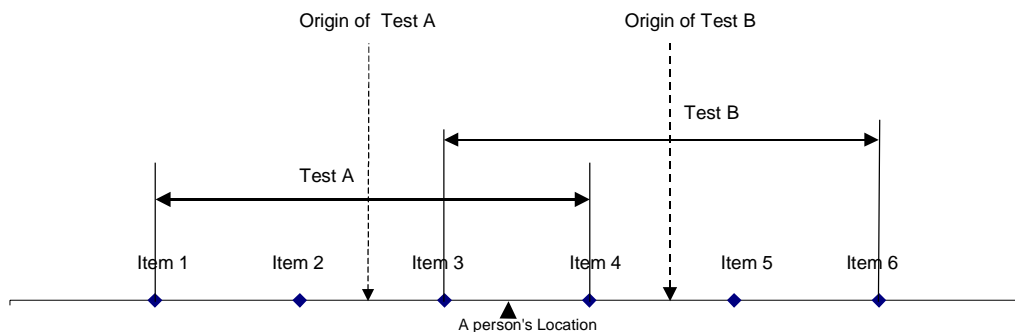 Origin of Test A
Origin of Test B
Test B
Test A
Item 1
Item 2
Item 3
Item 4
Item 5
Item 6
A person's Location